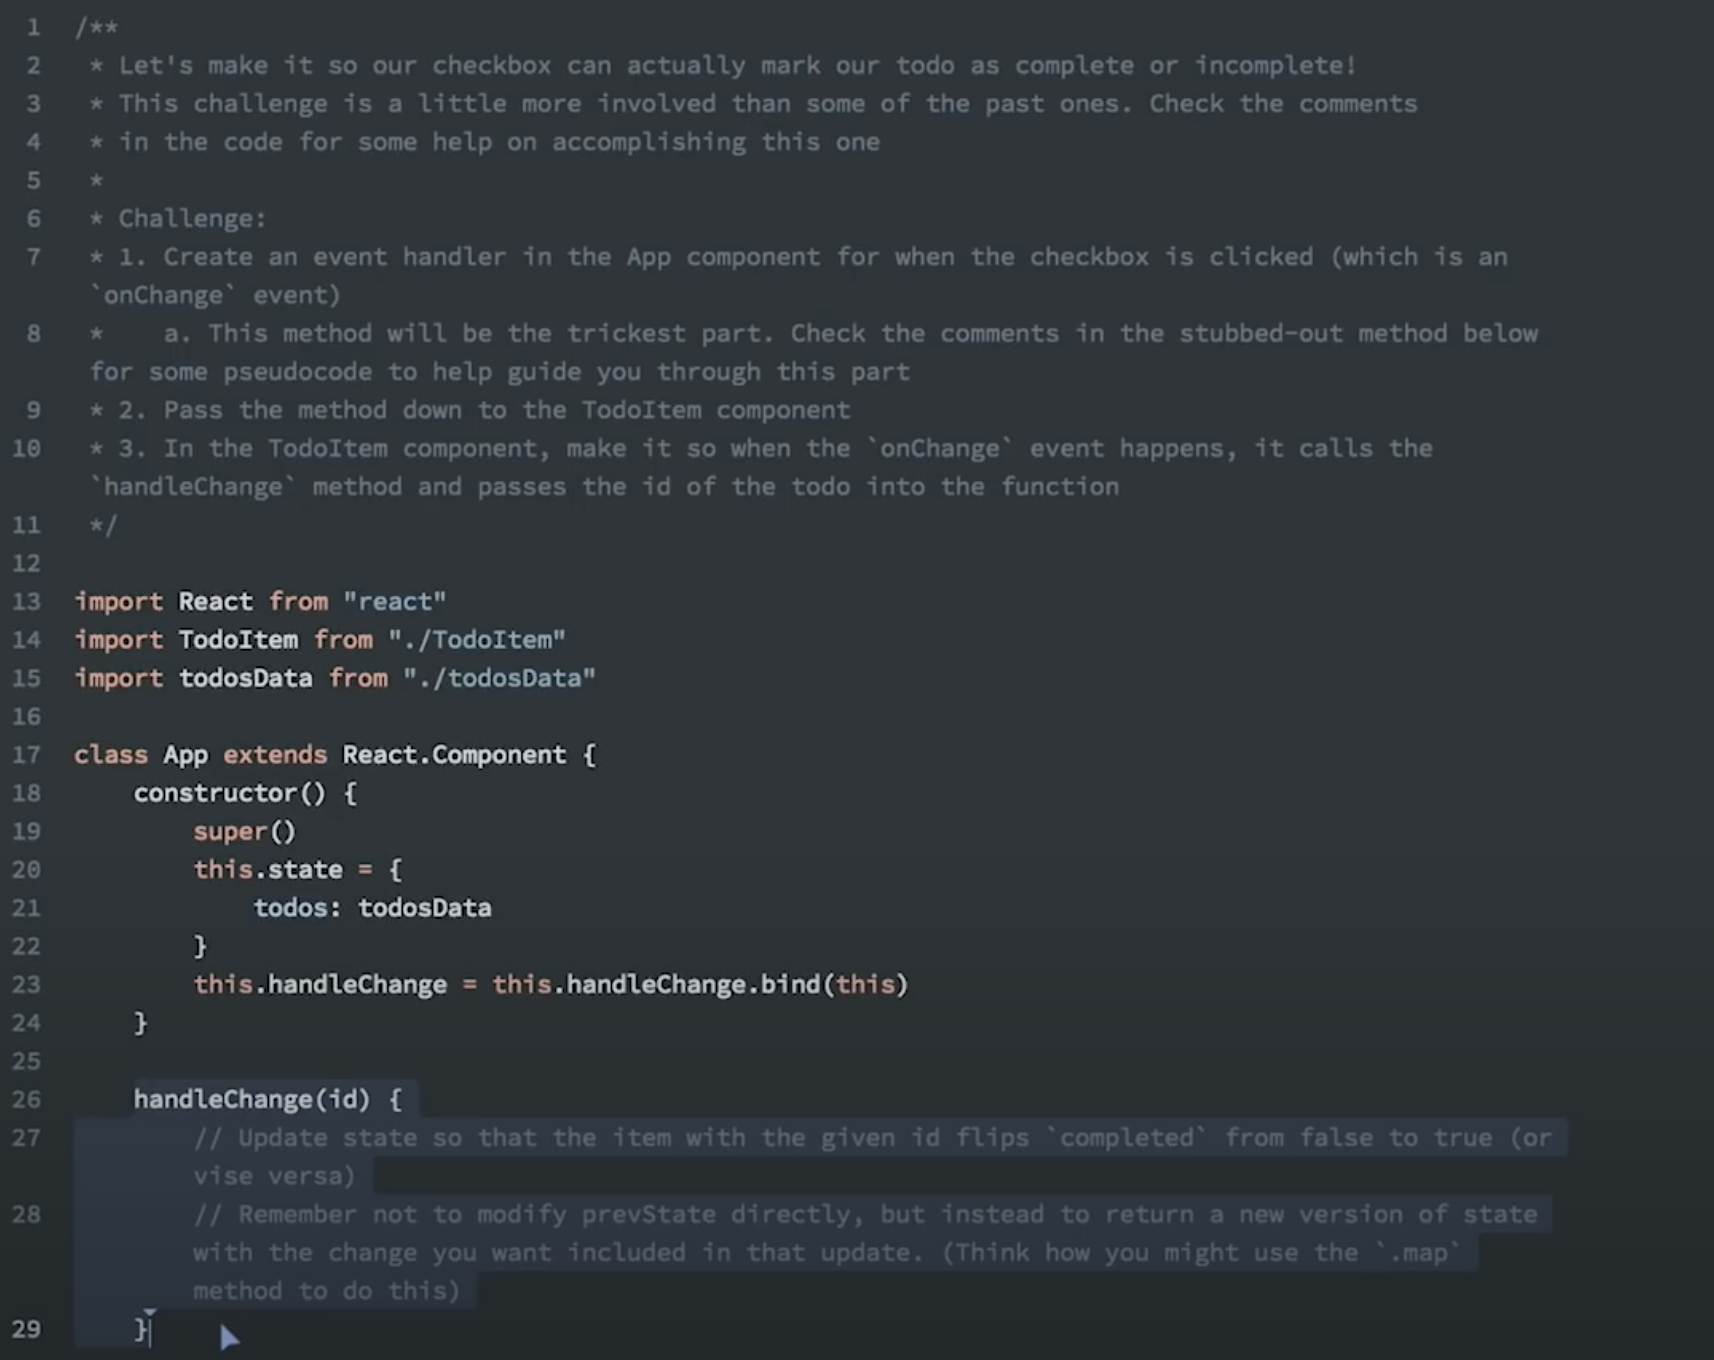 1 /**
2 * Let's make it so our checkbox can actually mark our todo as complete or incomplete!
3 * This challenge is a little more involved than some of the past ones. Check the comments
4 * in the code for some help on accomplishing this one
5 *
6 * Challenge:
7 * 1. Create an event handler in the App component for when the checkbox is clicked (which is an
`onChange` event)
8 *    a. This method will be the trickest part. Check the comments in the stubbed-out method below
for some pseudocode to help guide you through this part
9 * 2. Pass the method down to the TodoItem component
10 * 3. In the TodoItem component, make it so when the `onChange` event happens, it calls the
`handleChange` method and passes the id of the todo into the function
11 */
12
13 import React from "react"
14 import TodoItem from "./TodoItem"
15 import todosData from "./todosData"
16
17 class App extends React.Component {
18     constructor() {
19         super()
20         this.state = {
21             todos: todosData
22         }
23         this.handleChange = this.handleChange.bind(this)
24     }
25
26     handleChange(id) {
27         // Update state so that the item with the given id flips `completed` from false to true (or
vise versa)
28         // Remember not to modify prevState directly, but instead to return a new version of state
with the change you want included in that update. (Think how you might use the `.map`
method to do this)
29     }